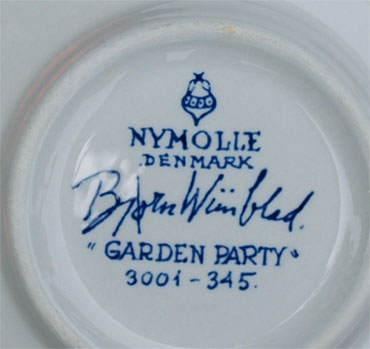 NYMOLLE
DENMARK
Bjørn Wiinblad.
"GARDEN PARTY"
3001-345.